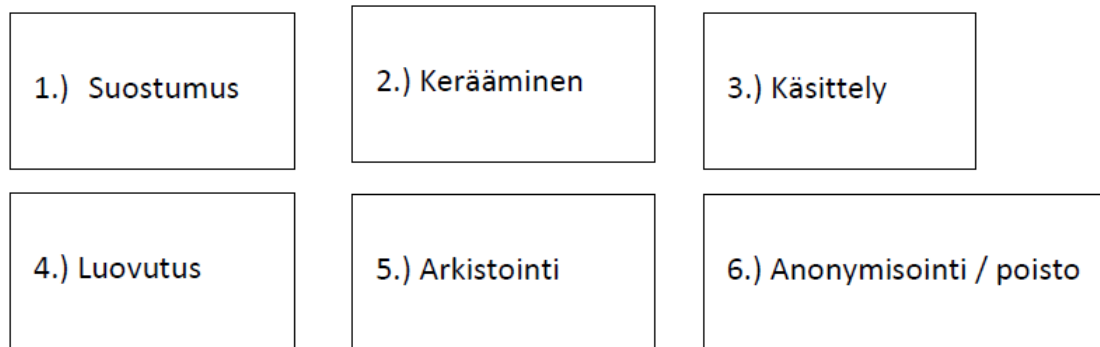 1.) Suostumus
2.) Kerääminen
3.) Käsittely
4.) Luovutus
5.) Arkistointi
6.) Anonymisointi / poisto